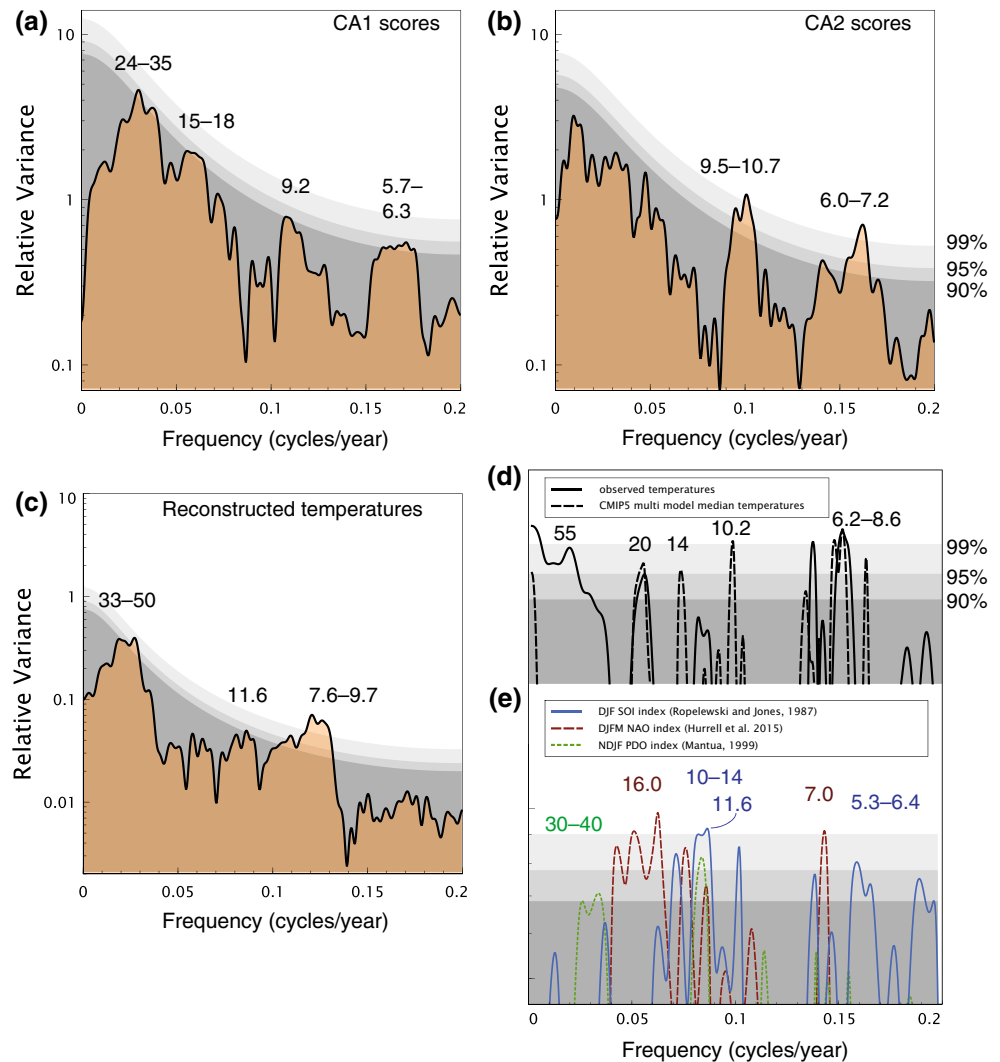 (a)
CA1 scores
24–35
15–18
9.2
5.7–
6.3
10
1
0.1
Relative Variance
0
0.05
0.1
0.15
0.2
Frequency (cycles/year)
(b)
CA2 scores
9.5–10.7
6.0–7.2
10
1
0.1
Relative Variance
99%
95%
90%
0
0.05
0.1
0.15
0.2
Frequency (cycles/year)
(c)
Reconstructed temperatures
33–50
11.6
7.6–9.7
10
1
0.1
0.01
Relative Variance
0
0.05
0.1
0.15
0.2
Frequency (cycles/year)
(d)
observed temperatures
CMIP5 multi model median temperatures
55
20
14
10.2
6.2–8.6
99%
95%
90%
(e)
DJF SOI index (Ropelewski and Jones, 1987)
DJFM NAO index (Hurrell et al. 2015)
NDJF PDO index (Mantua, 1999)
30–40
16.0
10–14
11.6
7.0
5.3–6.4
0
0.05
0.1
0.15
0.2
Frequency (cycles/year)